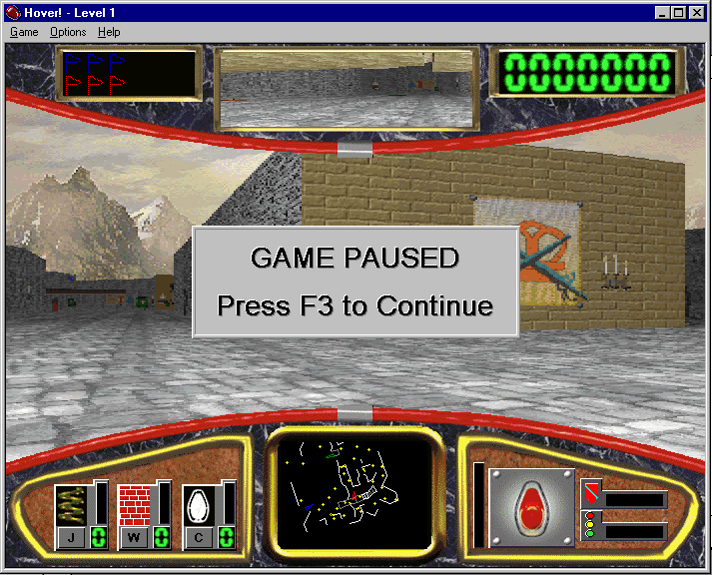 Hover! - Level 1
Game Options Help
0000000
GAME PAUSED
Press F3 to Continue
J 0 W 0 C 0